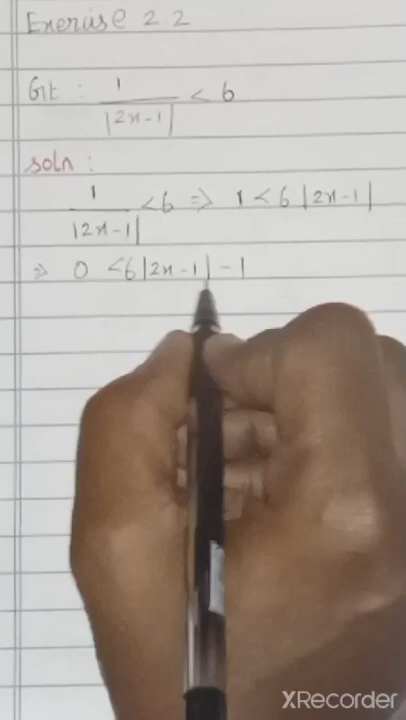 Exercise 2.2
Gt : 1/|2x-1| < 6
soln :
1/|2x-1| < 6 => 1 < 6 |2x-1|
=> 0 < 6|2x-1| - 1
XRecorder